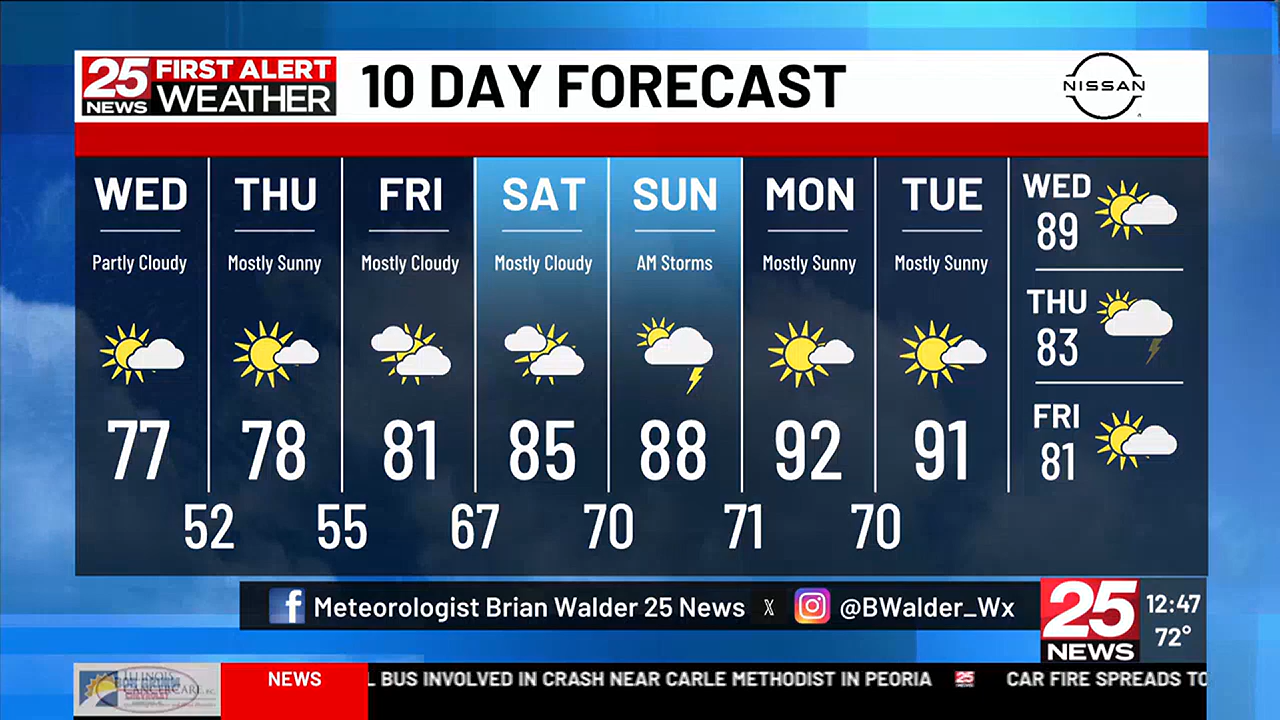 25 NEWS FIRST ALERT WEATHER
10 DAY FORECAST
NISSAN
WED THU FRI SAT SUN MON TUE
Partly Cloudy Mostly Sunny Mostly Cloudy Mostly Cloudy AM Storms Mostly Sunny Mostly Sunny
77 78 81 85 88 92 91
52 55 67 70 71 70
WED
89
THU
83
FRI
81
f Meteorologist Brian Walder 25 News X @BWalder_Wx
25 NEWS
12:47
72°
NEWS
L BUS INVOLVED IN CRASH NEAR CARLE METHODIST IN PEORIA 25 NEWS CAR FIRE SPREADS TO